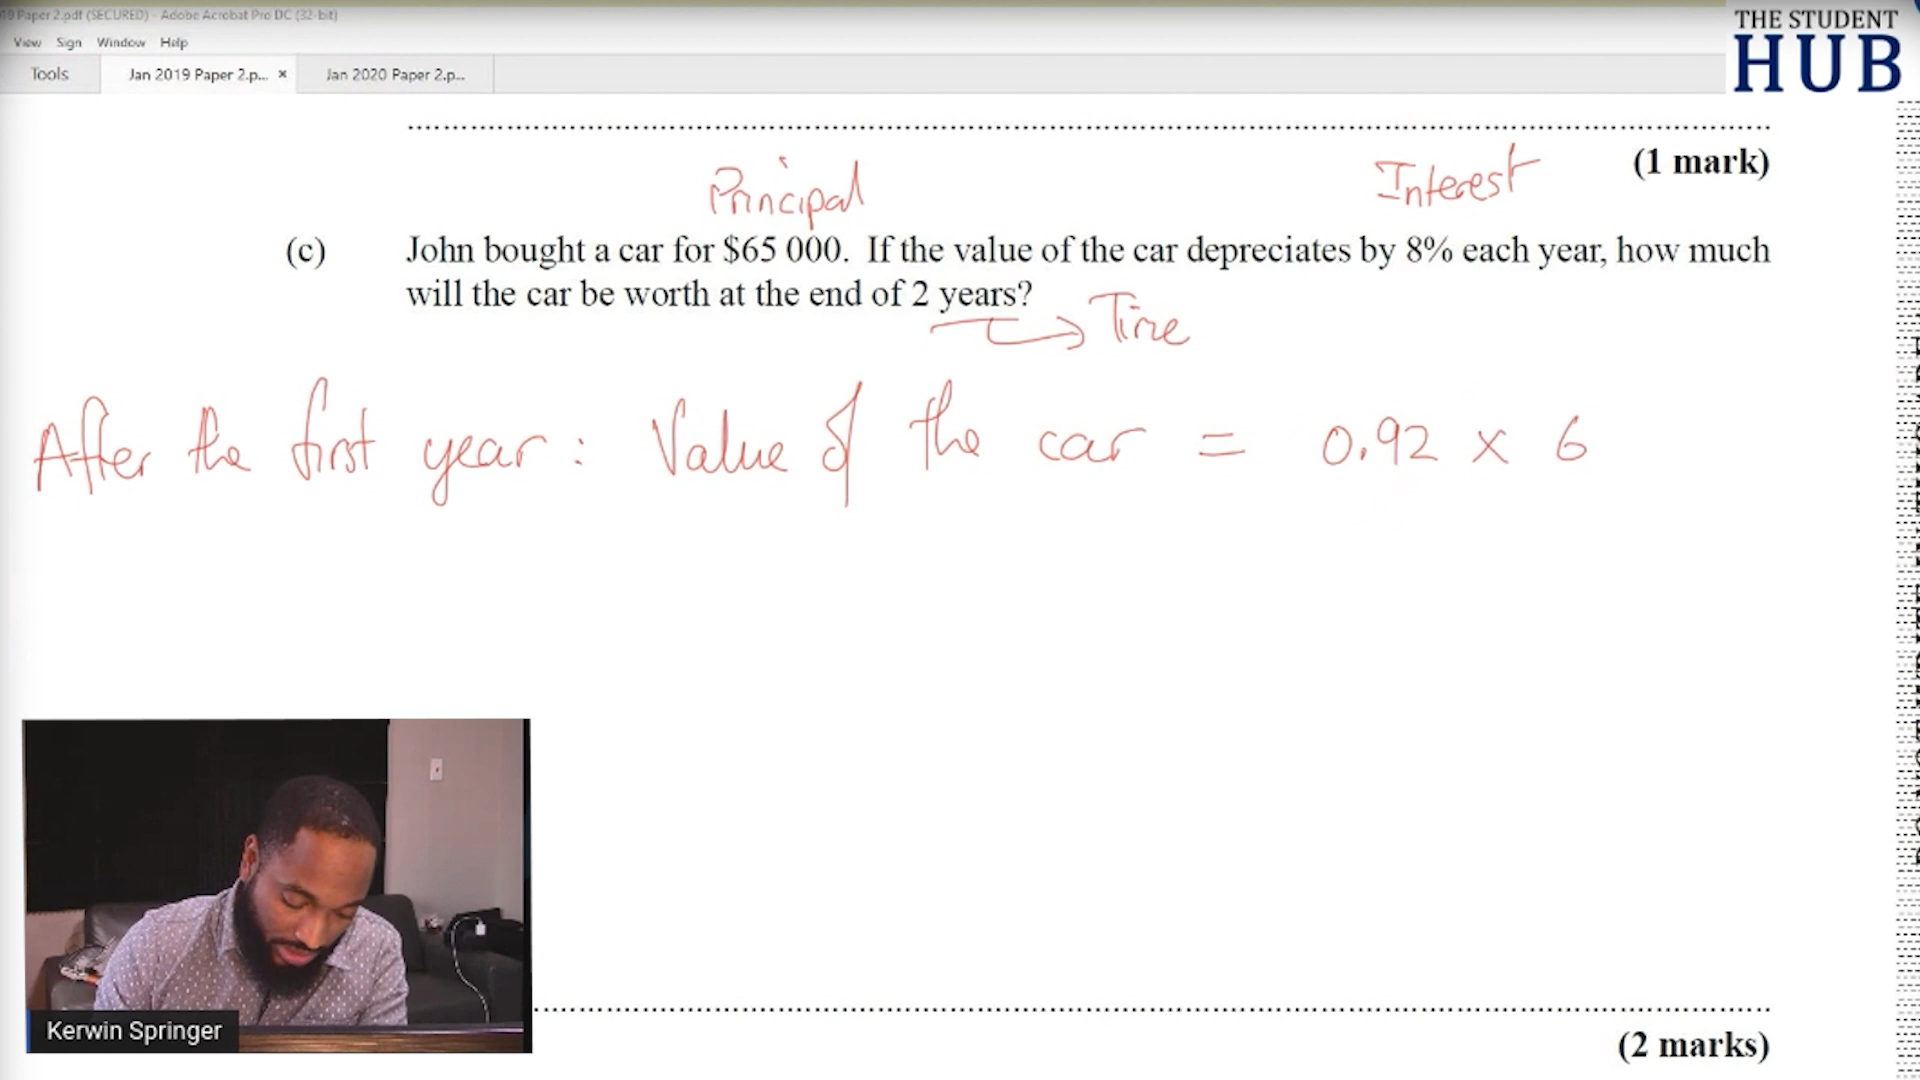 19 Paper 2.pdf (SECURED) - Adobe Acrobat Pro DC (32-bit)
View Sign Window Help
Tools Jan 2019 Paper 2.p... × Jan 2020 Paper 2.p...
THE STUDENT
HUB
(1 mark)
Principal Interest
(c) John bought a car for $65 000. If the value of the car depreciates by 8% each year, how much
will the car be worth at the end of 2 years?
Time
After the first year : Value of the car = 0.92 x 6
Kerwin Springer
(2 marks)